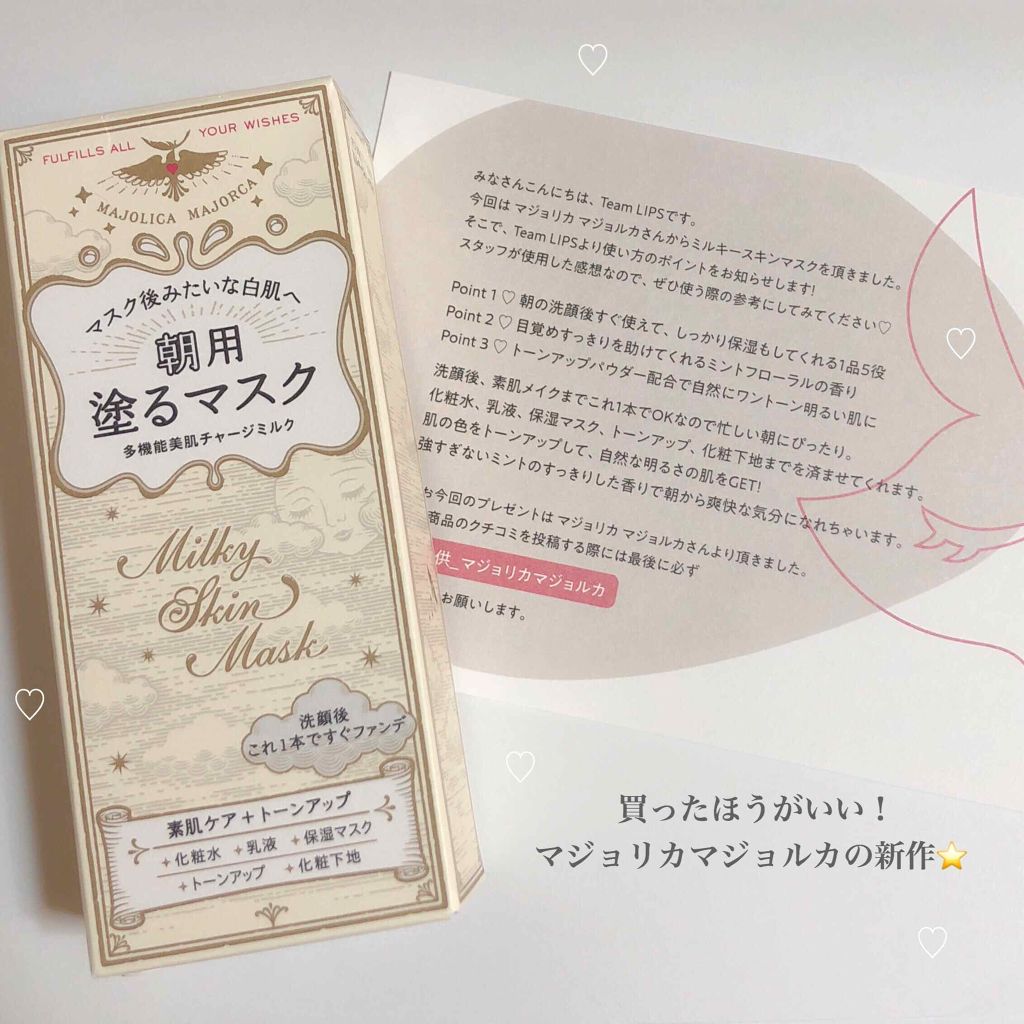 FULFILLS ALL YOUR WISHES
MAJOLICA MAJORCA
マスク後みたいな白肌へ
朝用
塗るマスク
多機能美肌チャージミルク
Milky
Skin
Mask
洗顔後
これ1本ですぐファンデ
素肌ケア+トーンアップ
+化粧水 +乳液 +保湿マスク
+トーンアップ +化粧下地
みなさんこんにちは、Team LIPSです。
今回は マジョリカ マジョルカさんからミルキースキンマスクを頂きました。
そこで、Team LIPSより使い方のポイントをお知らせします!
スタッフが使用した感想なので、ぜひ使う際の参考にしてみてください♡
Point 1 ♡ 朝の洗顔後すぐ使えて、しっかり保湿もしてくれる1品5役
Point 2 ♡ 目覚めすっきりを助けてくれるミントフローラルの香り
Point 3 ♡ トーンアップパウダー配合で自然にワントーン明るい肌に
洗顔後、素肌メイクまでこれ1本でOKなので忙しい朝にぴったり。
化粧水、乳液、保湿マスク、トーンアップ、化粧下地までを済ませてくれます。
肌の色をトーンアップして、自然な明るさの肌をGET!
強すぎないミントのすっきりした香りで朝から爽快な気分になれちゃいます。
お今回のプレゼントは マジョリカ マジョルカさんより頂きました。
商品のクチコミを投稿する際には最後に必ず
供_マジョリカマジョルカ
お願いします。
買ったほうがいい！
マジョリカマジョルカの新作⭐